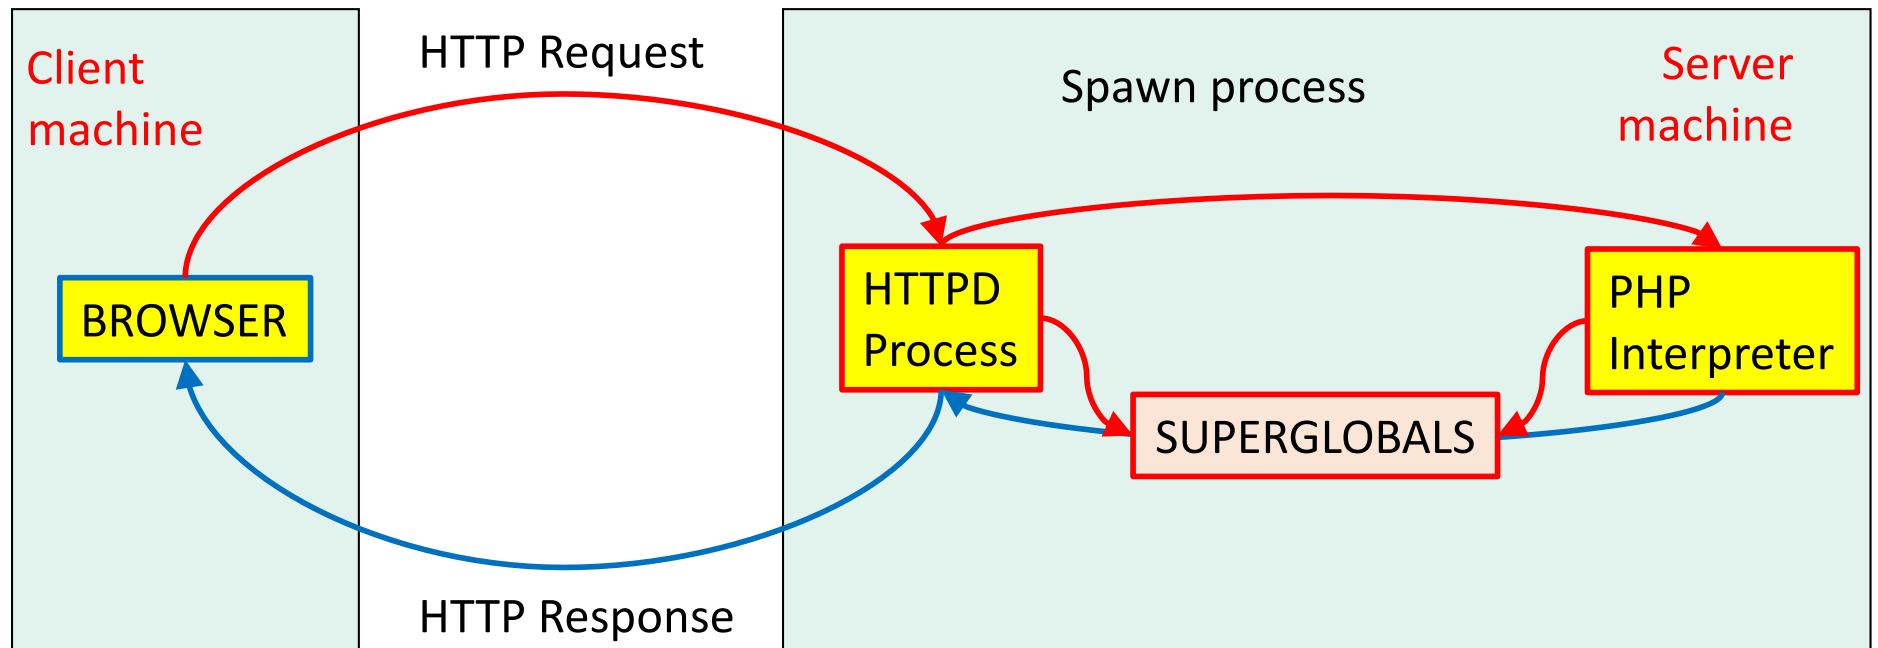 Client
machine
HTTP Request
Spawn process
Server
machine
BROWSER
HTTPD
Process
PHP
Interpreter
SUPERGLOBALS
HTTP Response